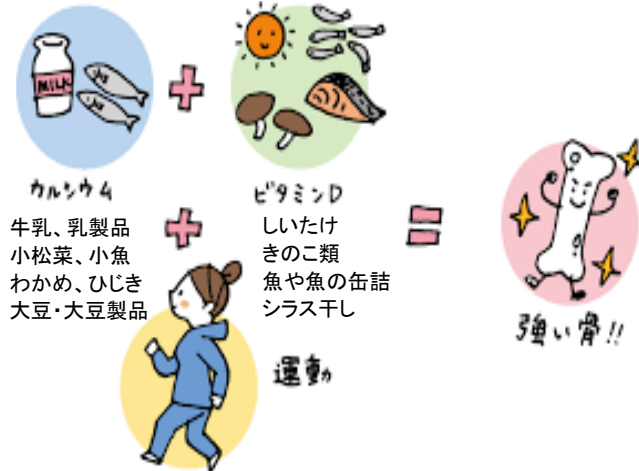 MILK
カルシウム
牛乳、乳製品
小松菜、小魚
わかめ、ひじき
大豆・大豆製品
ビタミンD
しいたけ
きのこ類
魚や魚の缶詰
シラス干し
運動
強い骨!!